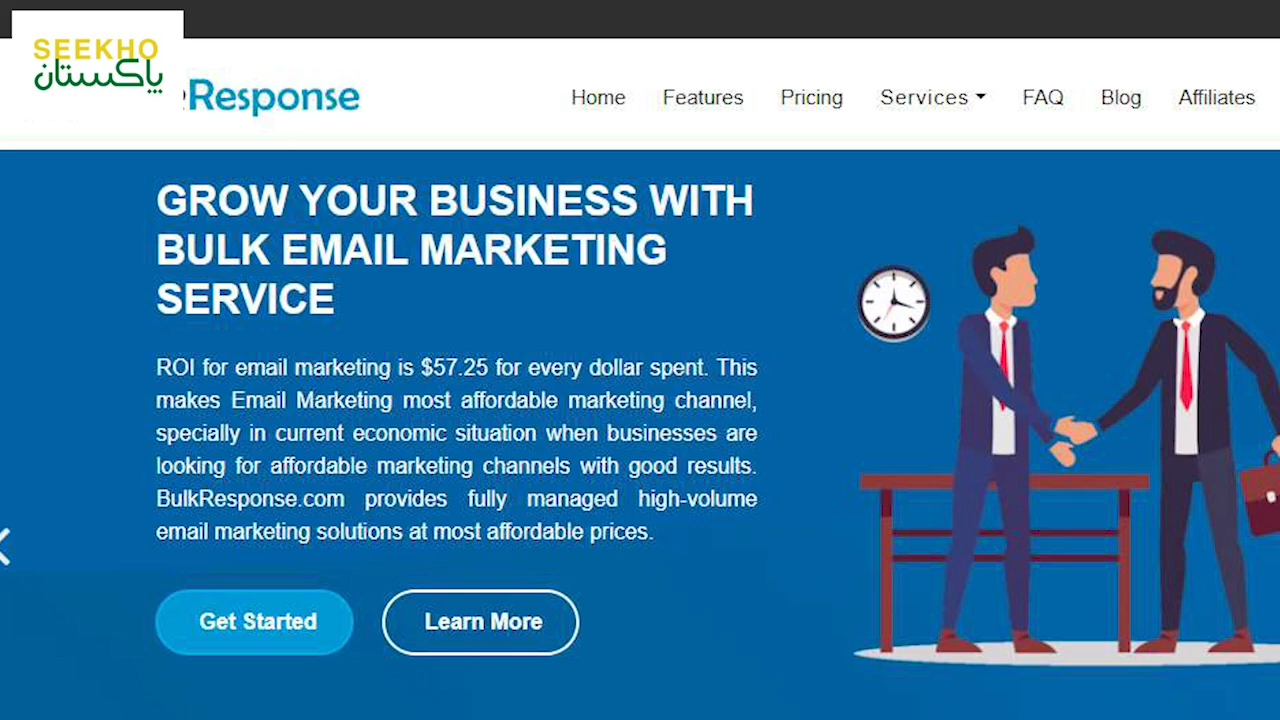 SEEKHO
پاکستان
Response
Home Features Pricing Services FAQ Blog Affiliates
GROW YOUR BUSINESS WITH
BULK EMAIL MARKETING
SERVICE
ROI for email marketing is $57.25 for every dollar spent. This
makes Email Marketing most affordable marketing channel,
specially in current economic situation when businesses are
looking for affordable marketing channels with good results.
BulkResponse.com provides fully managed high-volume
email marketing solutions at most affordable prices.
Get Started Learn More